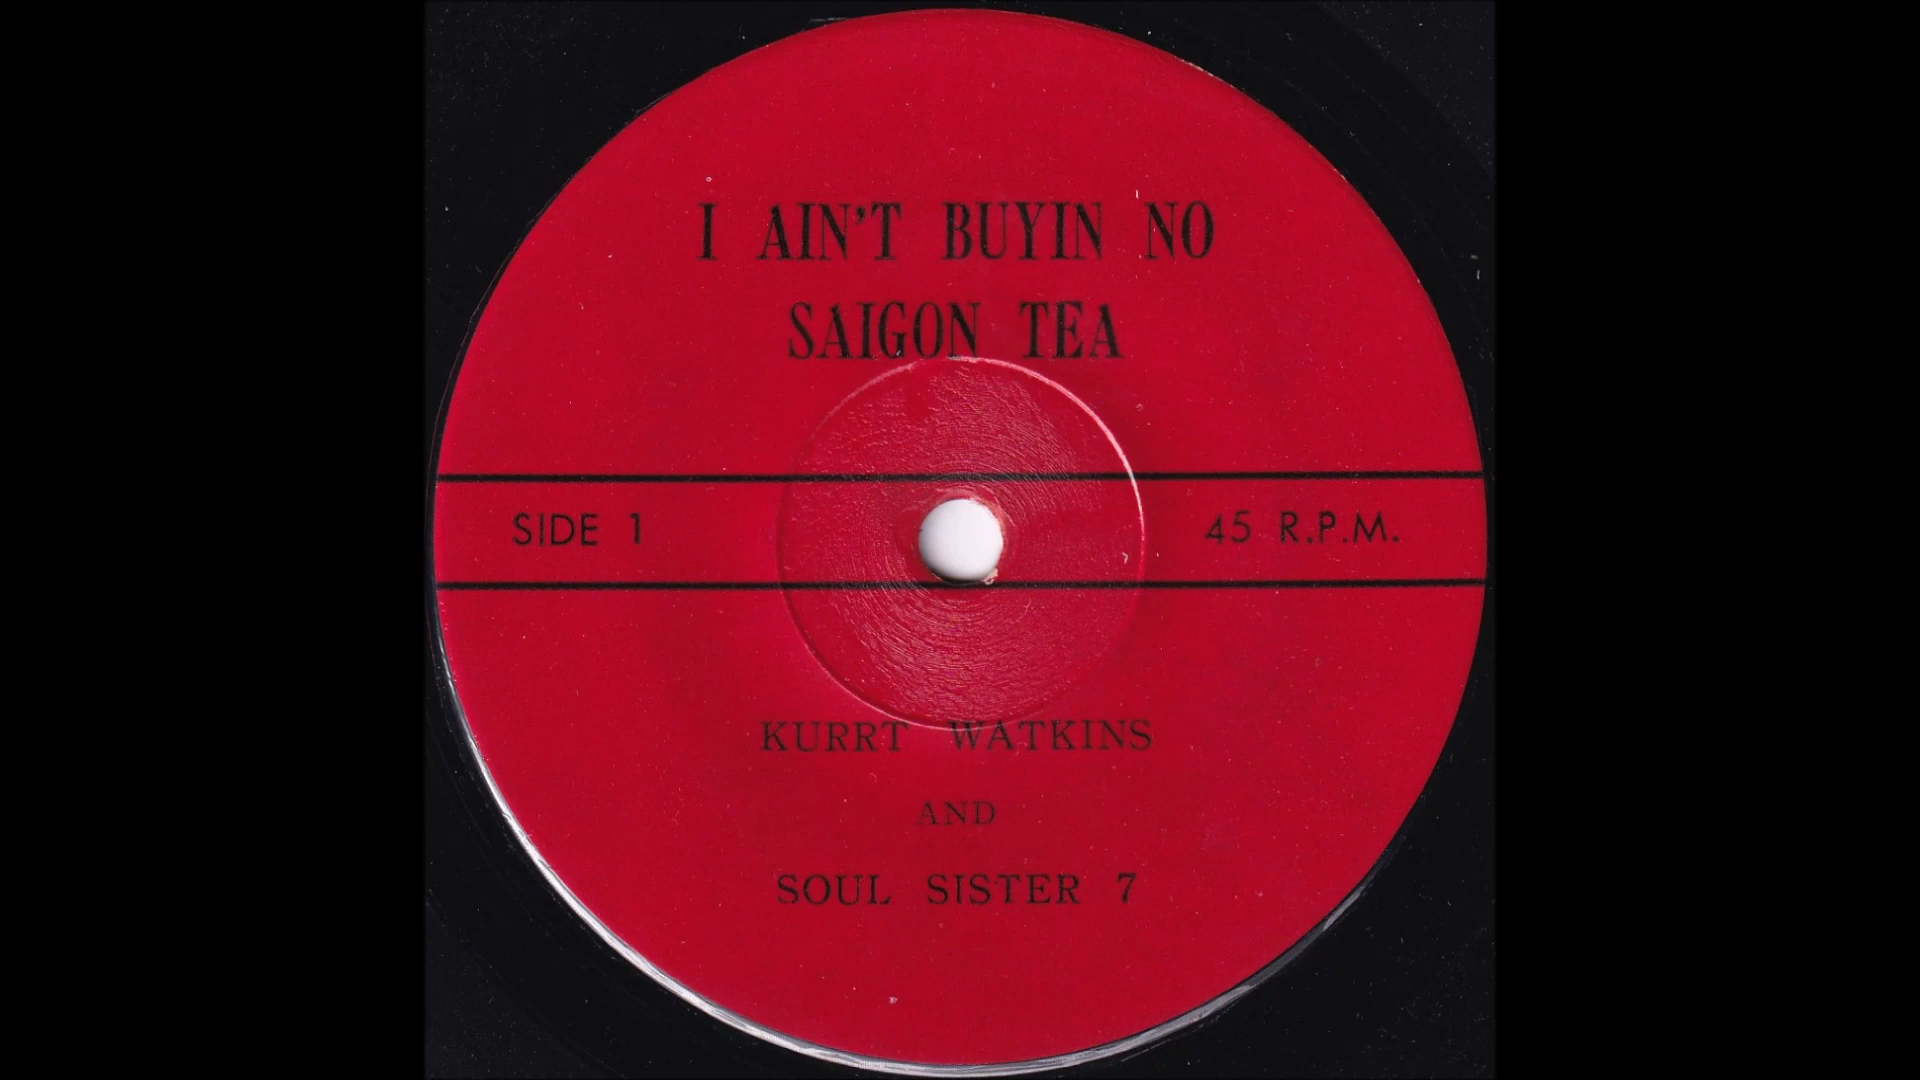 I AIN'T BUYIN NO
SAIGON TEA
SIDE 1
45 R.P.M.
KURRT WATKINS
AND
SOUL SISTER 7